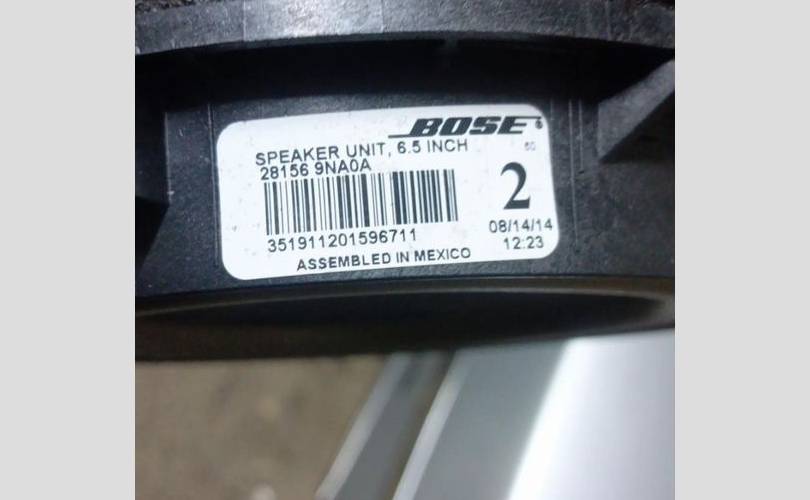 BOSE®
SPEAKER UNIT, 6.5 INCH
28156 9NA0A
2
351911201596711
08/14/14
12:23
ASSEMBLED IN MEXICO